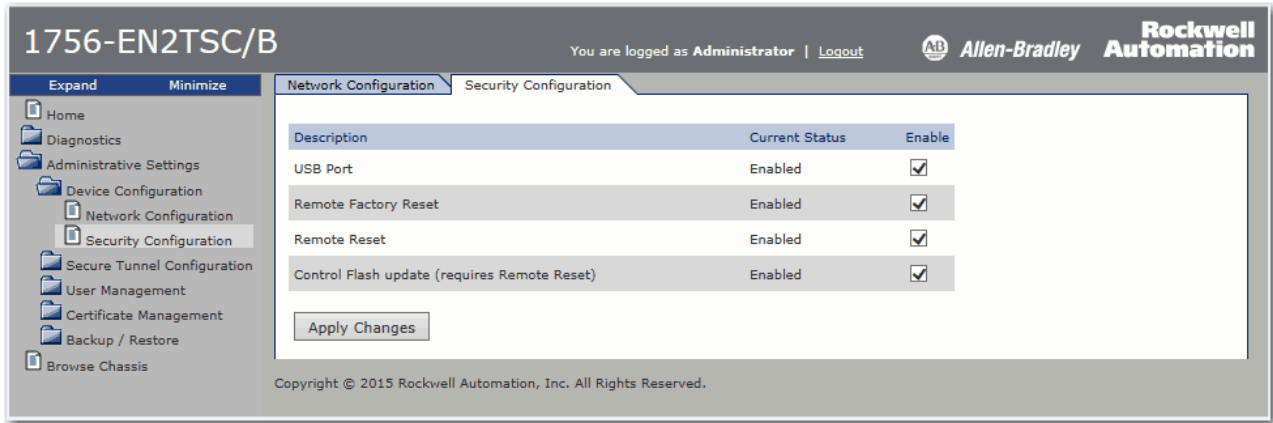 1756-EN2TSC/B
You are logged as Administrator | Logout
AB Allen-Bradley
Rockwell
Automation
Expand Minimize
Home
Diagnostics
Administrative Settings
Device Configuration
Network Configuration
Security Configuration
Secure Tunnel Configuration
User Management
Certificate Management
Backup / Restore
Browse Chassis
Network Configuration Security Configuration
Description Current Status Enable
USB Port Enabled
Remote Factory Reset Enabled
Remote Reset Enabled
Control Flash update (requires Remote Reset) Enabled
Apply Changes
Copyright © 2015 Rockwell Automation, Inc. All Rights Reserved.